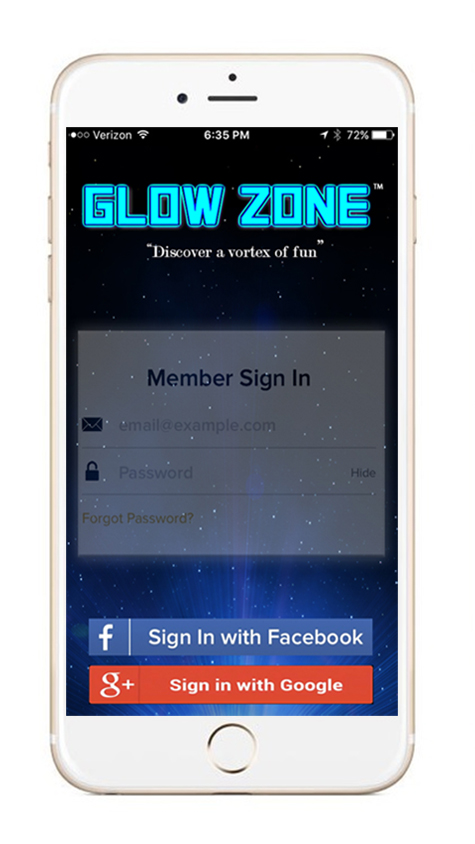 Verizon 6:35 PM 72%
GLOW ZONE™
“Discover a vortex of fun”
Member Sign In
email@example.com
Password Hide
Forgot Password?
f Sign In with Facebook
g+ Sign in with Google